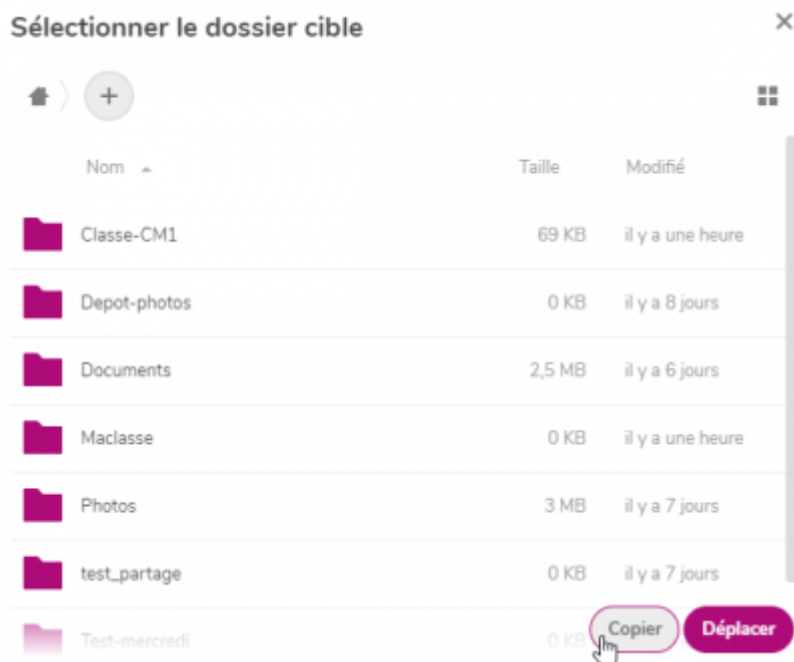 Sélectionner le dossier cible
Nom Taille Modifié
Classe-CM1 69 KB il y a une heure
Depot-photos 0 KB il y a 8 jours
Documents 2,5 MB il y a 6 jours
Maclasse 0 KB il y a une heure
Photos 3 MB il y a 7 jours
test_partage 0 KB il y a 7 jours
Test-mercredi 0 KB
Copier Déplacer